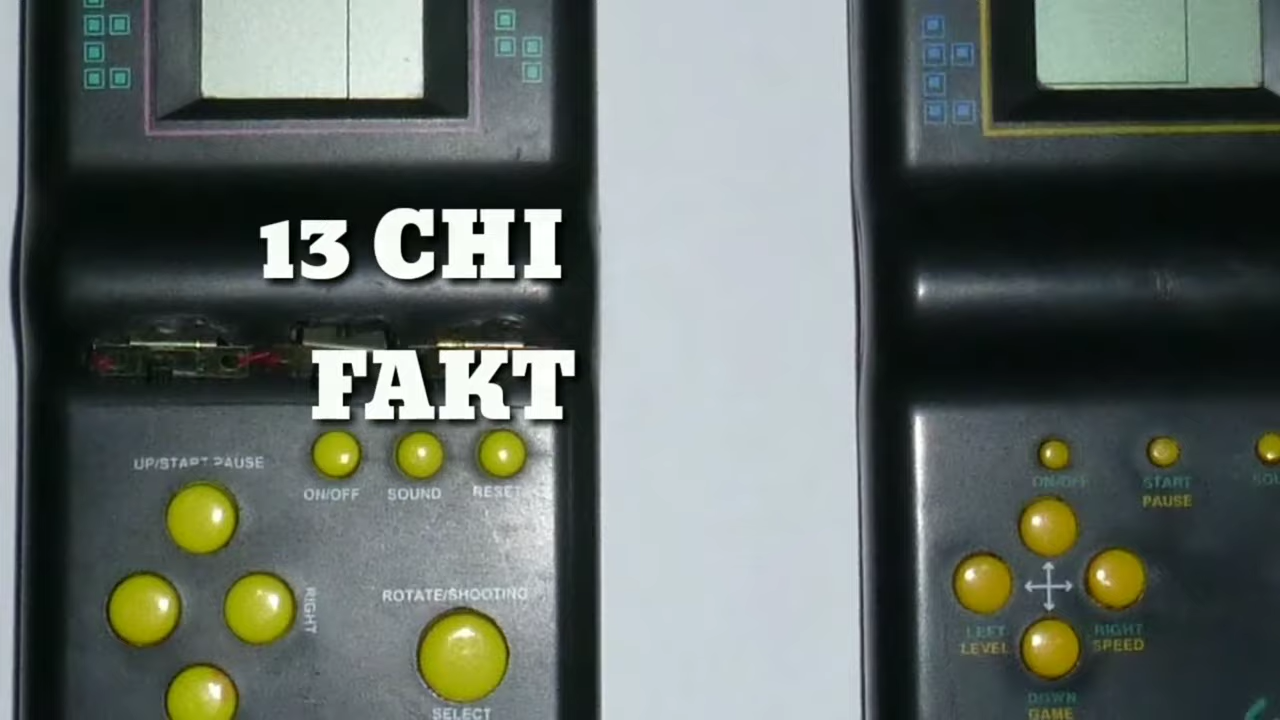 13 CHI
FAKT
UP/START PAUSE
ON/OFF
SOUND
RESET
RIGHT
ROTATE/SHOOTING
SELECT
ON/OFF
START
PAUSE
LEFT
LEVEL
RIGHT
SPEED
DOWN
GAME